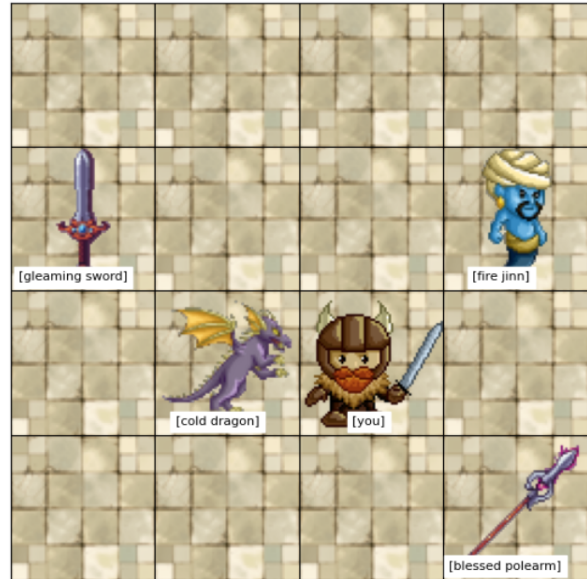 [gleaming sword]
[fire jinn]
[cold dragon]
[you]
[blessed polearm]